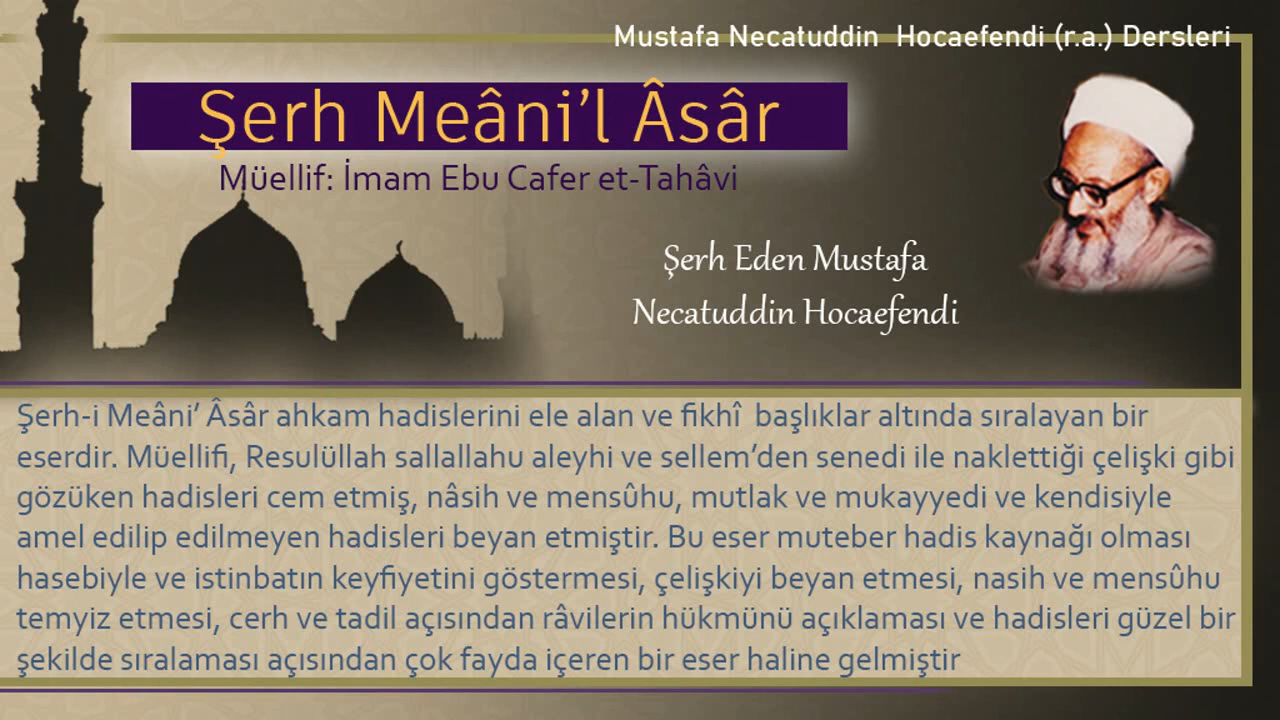 Mustafa Necatuddin Hocaefendi (r.a.) Dersleri
Şerh Meâni’l Âsâr
Müellif: İmam Ebu Cafer et-Tahâvi
Şerh Eden Mustafa
Necatuddin Hocaefendi
Şerh-i Meâni’ Âsâr ahkam hadislerini ele alan ve fikhî başlıklar altında sıralayan bir
eserdir. Müellifi, Resulüllah sallallahu aleyhi ve sellem’den senedi ile naklettiği çelişki gibi
gözüken hadisleri cem etmiş, nâsih ve mensûhu, mutlak ve mukayyedi ve kendisiyle
amel edilip edilmeyen hadisleri beyan etmiştir. Bu eser muteber hadis kaynağı olması
hasebiyle ve istinbatın keyfiyetini göstermesi, çelişkiyi beyan etmesi, nasih ve mensûhu
temyiz etmesi, cerh ve tadil açısından râvilerin hükmünü açıklaması ve hadisleri güzel bir
şekilde sıralaması açısından çok fayda içeren bir eser haline gelmiştir